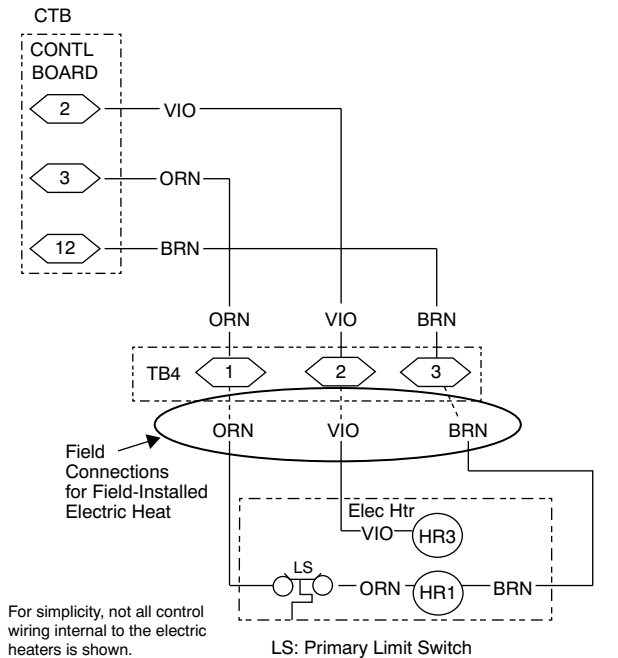 CTB
CONTL
BOARD
2
VIO
3
ORN
12
BRN
ORN
VIO
BRN
TB4
1
2
3
ORN
VIO
BRN
Field
Connections
for Field-Installed
Electric Heat
Elec Htr
VIO
HR3
LS
ORN
HR1
BRN
For simplicity, not all control
wiring internal to the electric
heaters is shown.
LS: Primary Limit Switch